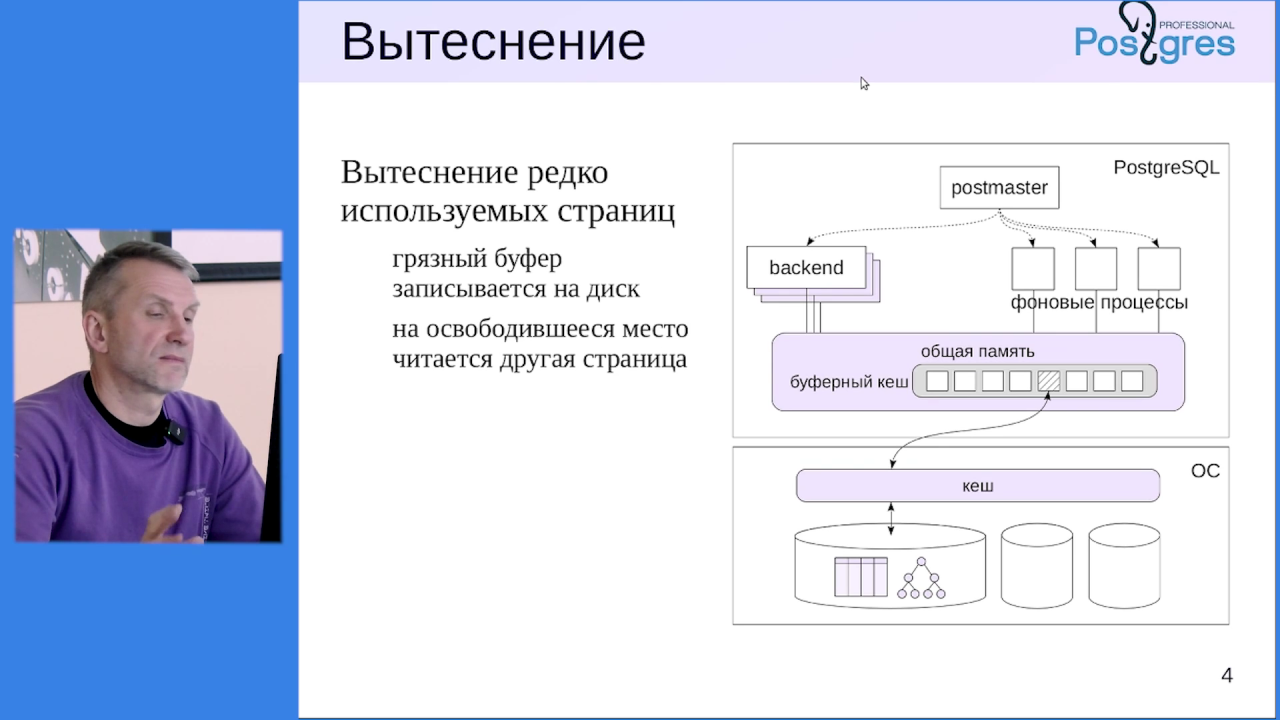 Вытеснение
PROFESSIONAL
Postgres
Вытеснение редко
используемых страниц
грязный буфер
записывается на диск
на освободившееся место
читается другая страница
PostgreSQL
postmaster
backend
фоновые процессы
общая память
буферный кеш
ОС
кеш
4